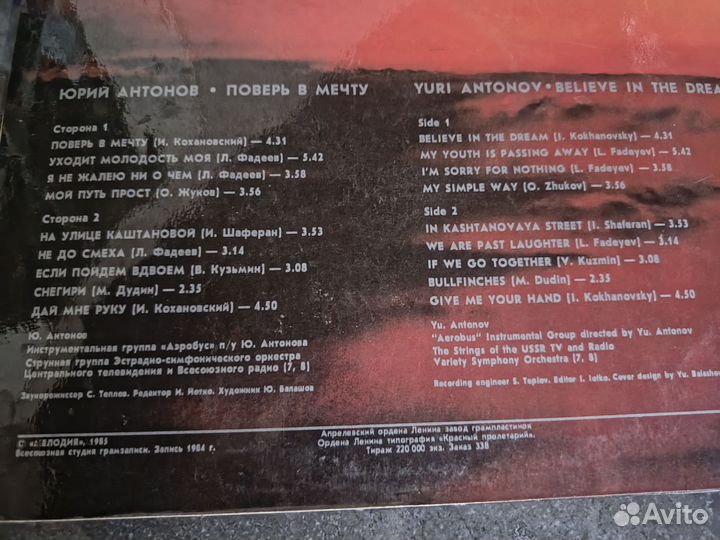 ЮРИЙ АНТОНОВ • ПОВЕРЬ В МЕЧТУ
Сторона 1
ПОВЕРЬ В МЕЧТУ (И. Кохановский) — 4.31
УХОДИТ МОЛОДОСТЬ МОЯ (Л. Фадеев) — 5.42
Я НЕ ЖАЛЕЮ НИ О ЧЕМ (Л. Фадеев) — 3.58
МОЙ ПУТЬ ПРОСТ (О. Жуков) — 3.56
Сторона 2
НА УЛИЦЕ КАШТАНОВОЙ (И. Шаферан) — 3.53
НЕ ДО СМЕХА (Л. Фадеев) — 3.14
ЕСЛИ ПОЙДЕМ ВДВОЕМ (В. Кузьмин) — 3.08
СНЕГИРИ (М. Дудин) — 2.35
ДАЙ МНЕ РУКУ (И. Кохановский) — 4.50
Ю. Антонов
Инструментальная группа «Аэробус» п/у Ю. Антонова
Струнная группа Эстрадно-симфонического оркестра
Центрального телевидения и Всесоюзного радио (7, 8)
Звукорежиссер С. Теплов. Редактор И. Йотко. Художник Ю. Балашов
YURI ANTONOV • BELIEVE IN THE DREA
Side 1
BELIEVE IN THE DREAM (I. Kokhanovsky) — 4.31
MY YOUTH IS PASSING AWAY (L. Fadeyev) — 5.42
I'M SORRY FOR NOTHING (L. Fadeyev) — 3.58
MY SIMPLE WAY (O. Zhukov) — 3.56
Side 2
IN KASHTANOVAYA STREET (I. Shaferan) — 3.53
WE ARE PAST LAUGHTER (L. Fadeyev) — 3.14
IF WE GO TOGETHER (V. Kuzmin) — 3.08
BULLFINCHES (M. Dudin) — 2.35
GIVE ME YOUR HAND (I. Kokhanovsky) — 4.50
Yu. Antonov
"Aerobus" Instrumental Group directed by Yu. Antonov
The Strings of the USSR TV and Radio
Variety Symphony Orchestra (7, 8)
Recording engineer S. Teplov. Editor I. Iotko. Cover design by Yu. Balasho
С «МЕЛОДИЯ», 1985
Всесоюзная студия грамзаписи. Запись 1984 г.
Апрелевский ордена Ленина завод грампластинок
Ордена Ленина типография «Красный пролетарий».
Тираж 220 000 экз. Заказ 338
Avito